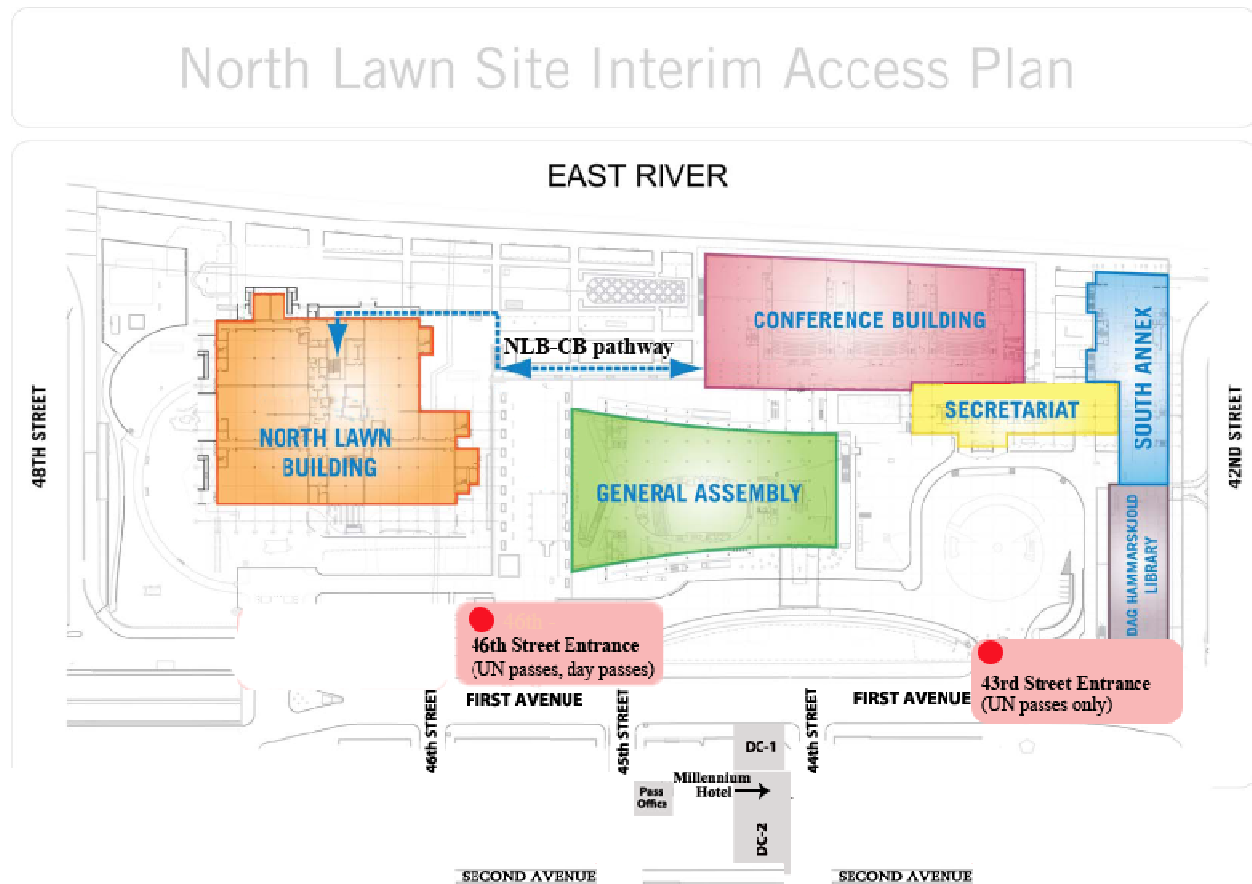 North Lawn Site Interim Access Plan
EAST RIVER
CONFERENCE BUILDING
SOUTH ANNEX
NLB-CB pathway
48TH STREET
42ND STREET
SECRETARIAT
NORTH LAWN
BUILDING
GENERAL ASSEMBLY
DAG HAMMARSKJOLD
LIBRARY
46th
46th Street Entrance
(UN passes, day passes)
43rd Street Entrance
(UN passes only)
FIRST AVENUE
FIRST AVENUE
46th STREET
45th STREET
44th STREET
DC-1
Millennium
Hotel
Pass
Office
DC-2
SECOND AVENUE
SECOND AVENUE